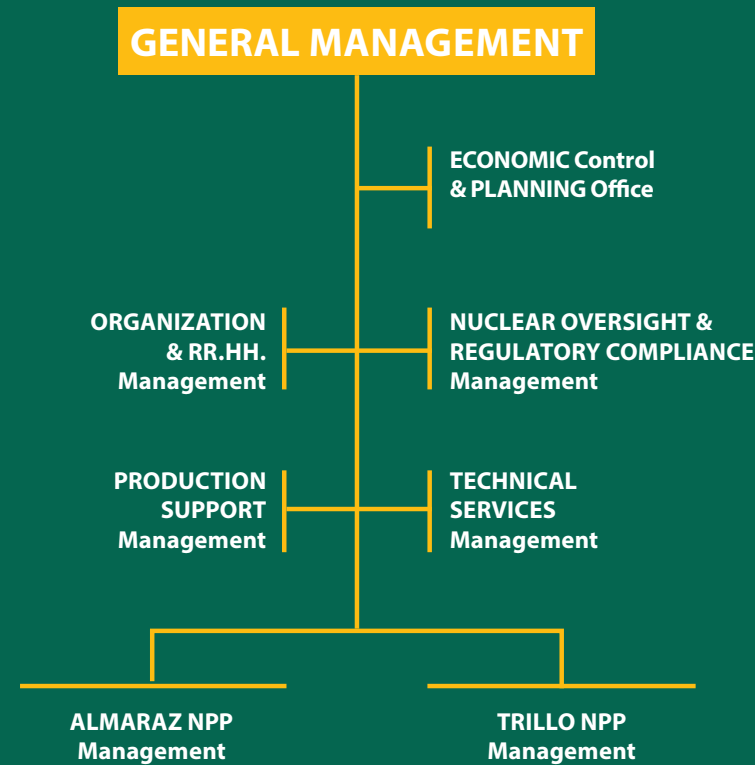 GENERAL MANAGEMENT
ECONOMIC Control
& PLANNING Office
ORGANIZATION
& RR.HH.
Management
NUCLEAR OVERSIGHT &
REGULATORY COMPLIANCE
Management
PRODUCTION
SUPPORT
Management
TECHNICAL
SERVICES
Management
ALMARAZ NPP
Management
TRILLO NPP
Management